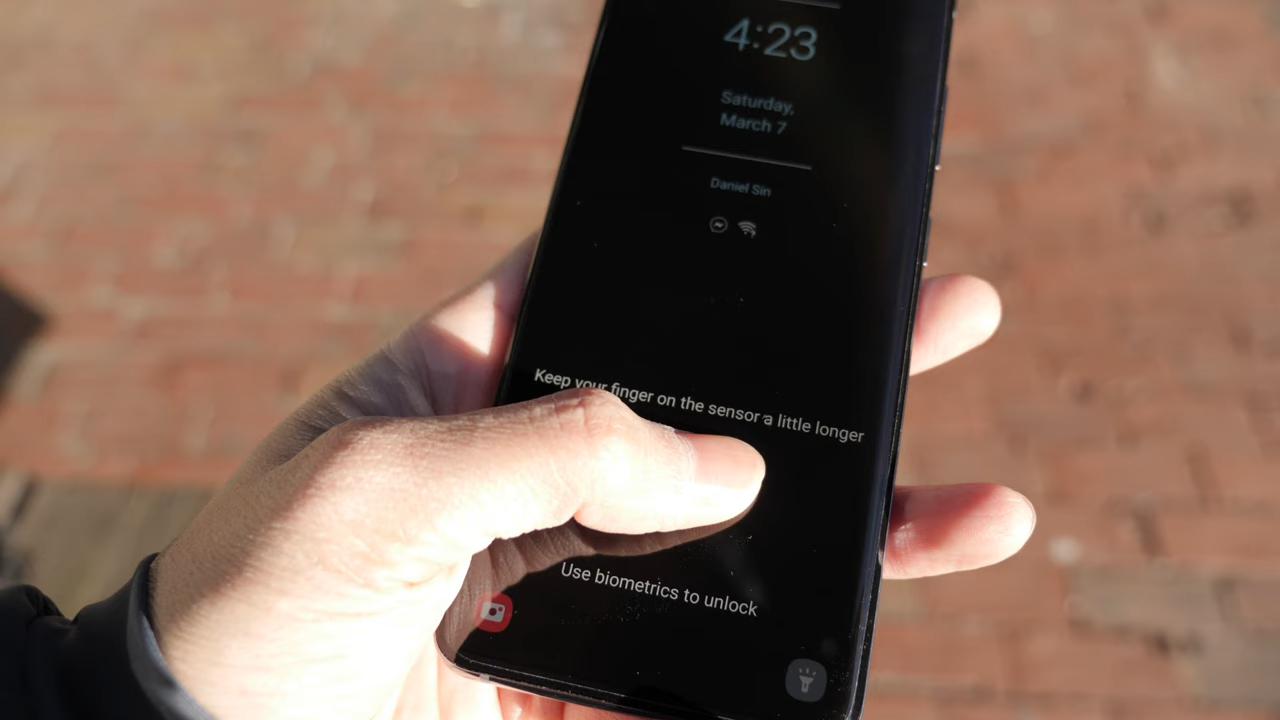 4:23
Saturday,
March 7
Daniel Sin
Keep your finger on the sensor a little longer
Use biometrics to unlock